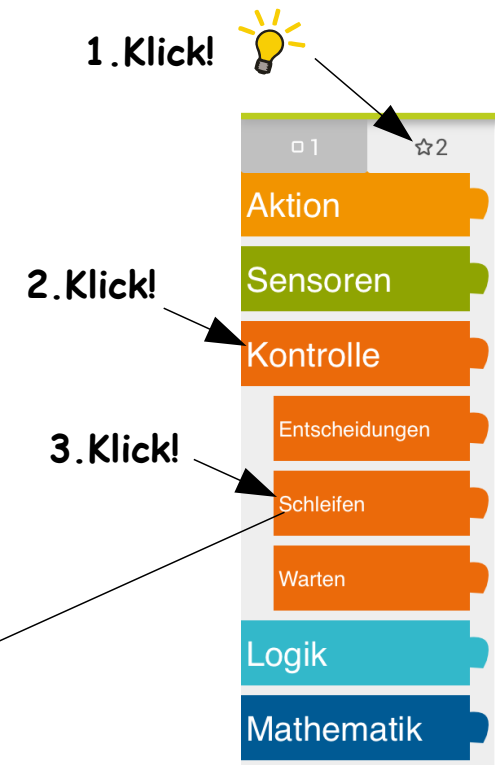 1.Klick!
1 2
Aktion
2.Klick!
Sensoren
Kontrolle
Entscheidungen
3.Klick!
Schleifen
Warten
Logik
Mathematik